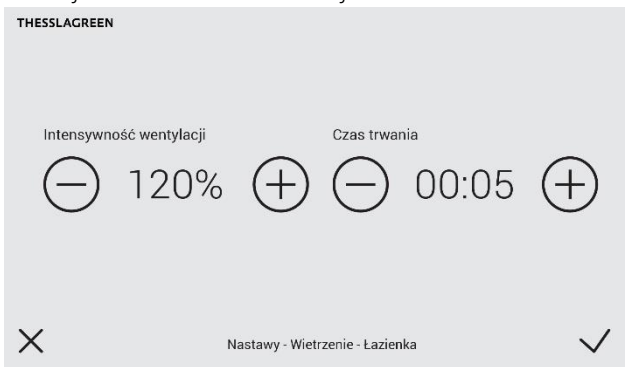 THESSLAGREEN
Intensywność wentylacji
Czas trwania
120%
00:05
Nastawy - Wietrzenie - Łazienka